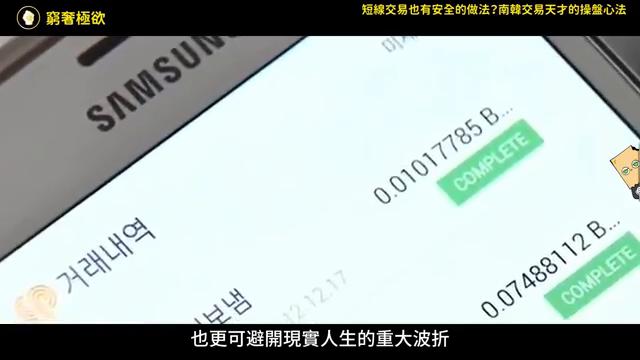 窮奢極欲
短線交易也有安全的做法?南韓交易天才的操盤心法
SAMSUN
0.01017785 B...
COMPLETE
거래내역
보냄
12.12.17
0.07488112 B...
COMPLETE
也更可避開現實人生的重大波折